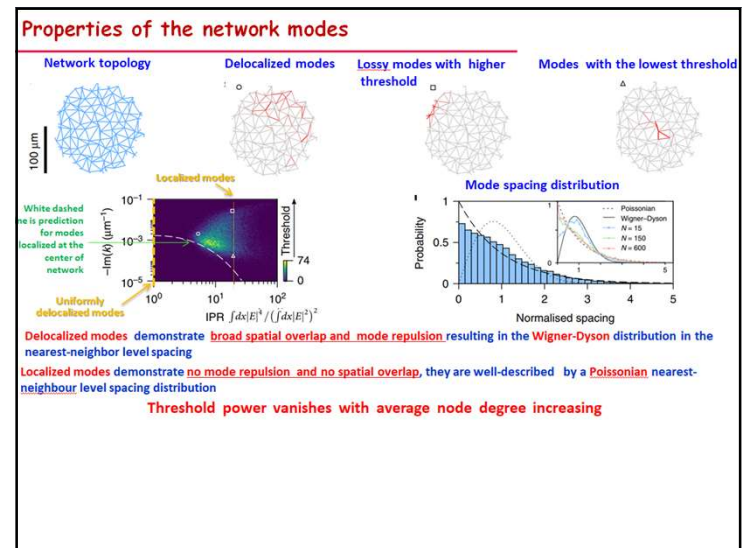 Properties of the network modes
Network topology
Delocalized modes
Lossy modes with higher
threshold
Modes with the lowest threshold
100 μm
Localized modes
White dashed
ne is prediction
for modes
ocalized at the
center of
network
Uniformly
delocalized modes
–Im(k) (μm⁻¹)
10⁻¹
10⁻³
10⁻⁵
10⁰
10¹
10²
IPR ∫dx|E|⁴/(∫dx|E|²)²
Threshold
74
0
Mode spacing distribution
Probability
1.0
0.5
0
0 1 2 3 4 5
Normalised spacing
1
0
1
5
Poissonian
Wigner–Dyson
N = 15
N = 150
N = 600
Delocalized modes demonstrate broad spatial overlap and mode repulsion resulting in the Wigner-Dyson distribution in the
nearest-neighbor level spacing
Localized modes demonstrate no mode repulsion and no spatial overlap, they are well-described by a Poissonian nearest-
neighbour level spacing distribution
Threshold power vanishes with average node degree increasing